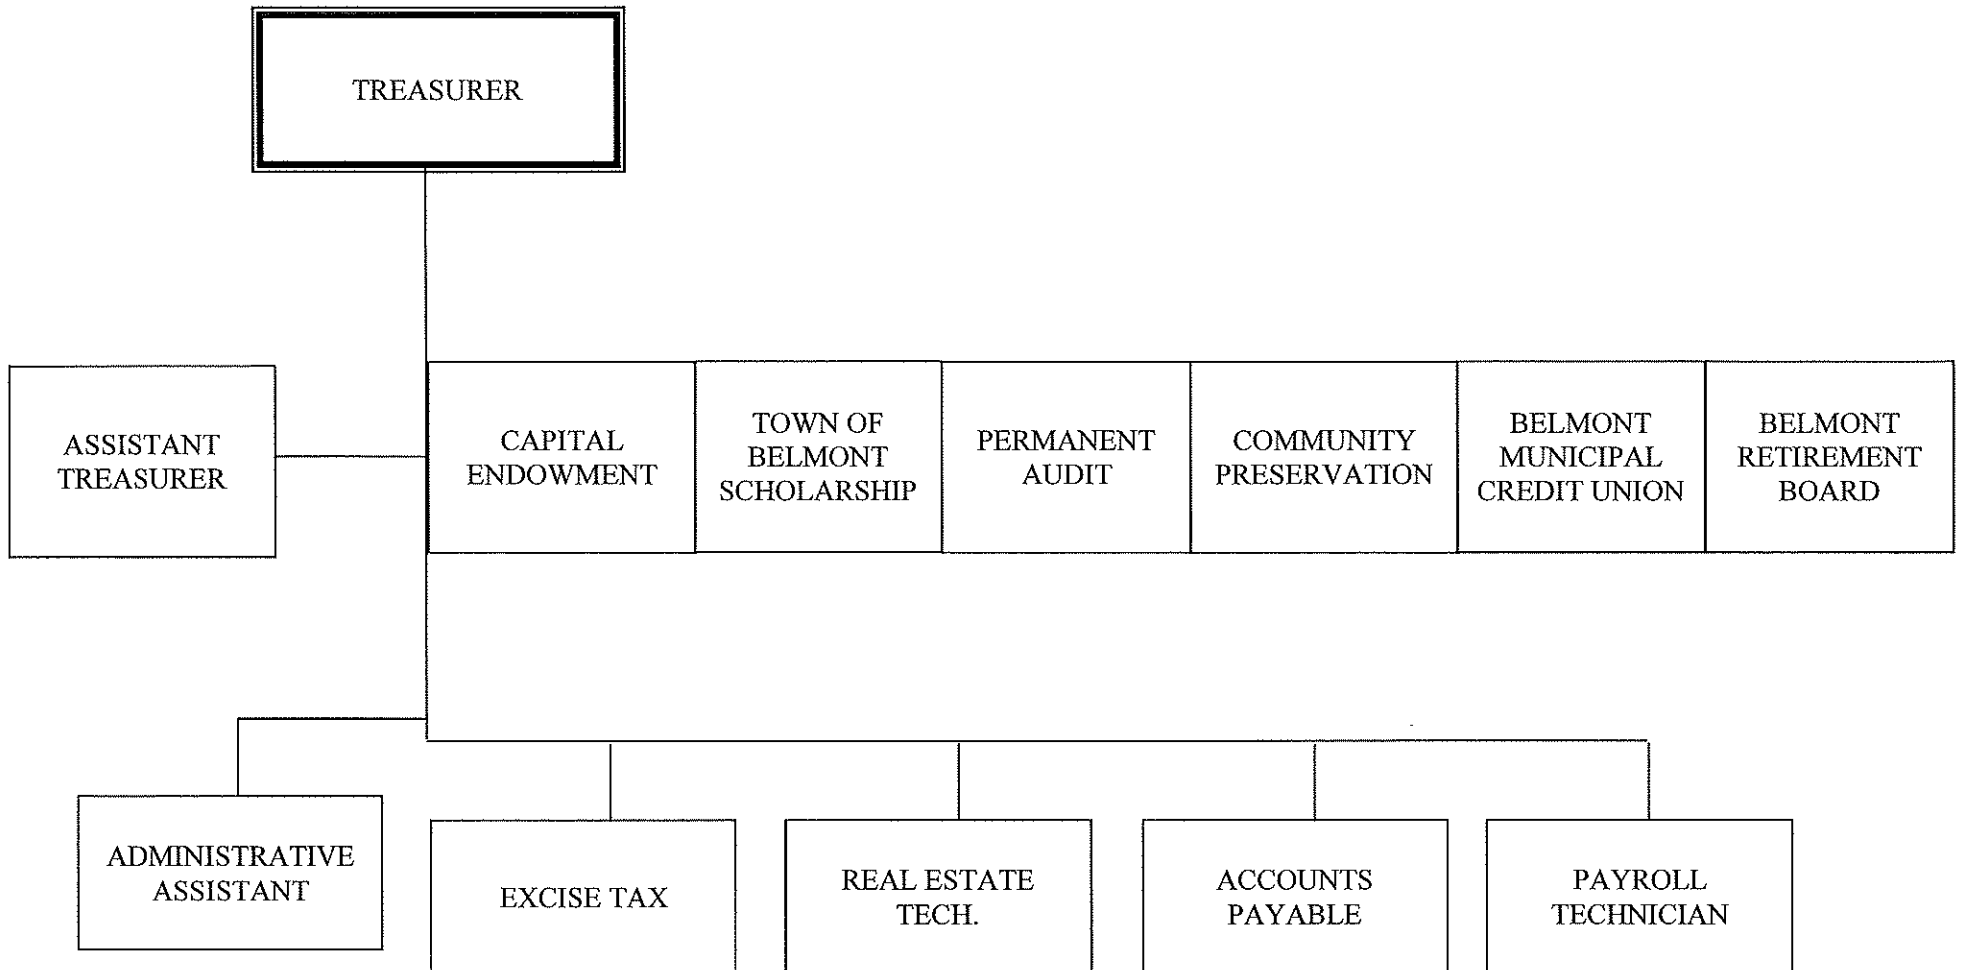 TREASURER
ASSISTANT
TREASURER
CAPITAL
ENDOWMENT
TOWN OF
BELMONT
SCHOLARSHIP
PERMANENT
AUDIT
COMMUNITY
PRESERVATION
BELMONT
MUNICIPAL
CREDIT UNION
BELMONT
RETIREMENT
BOARD
ADMINISTRATIVE
ASSISTANT
EXCISE TAX
REAL ESTATE
TECH.
ACCOUNTS
PAYABLE
PAYROLL
TECHNICIAN